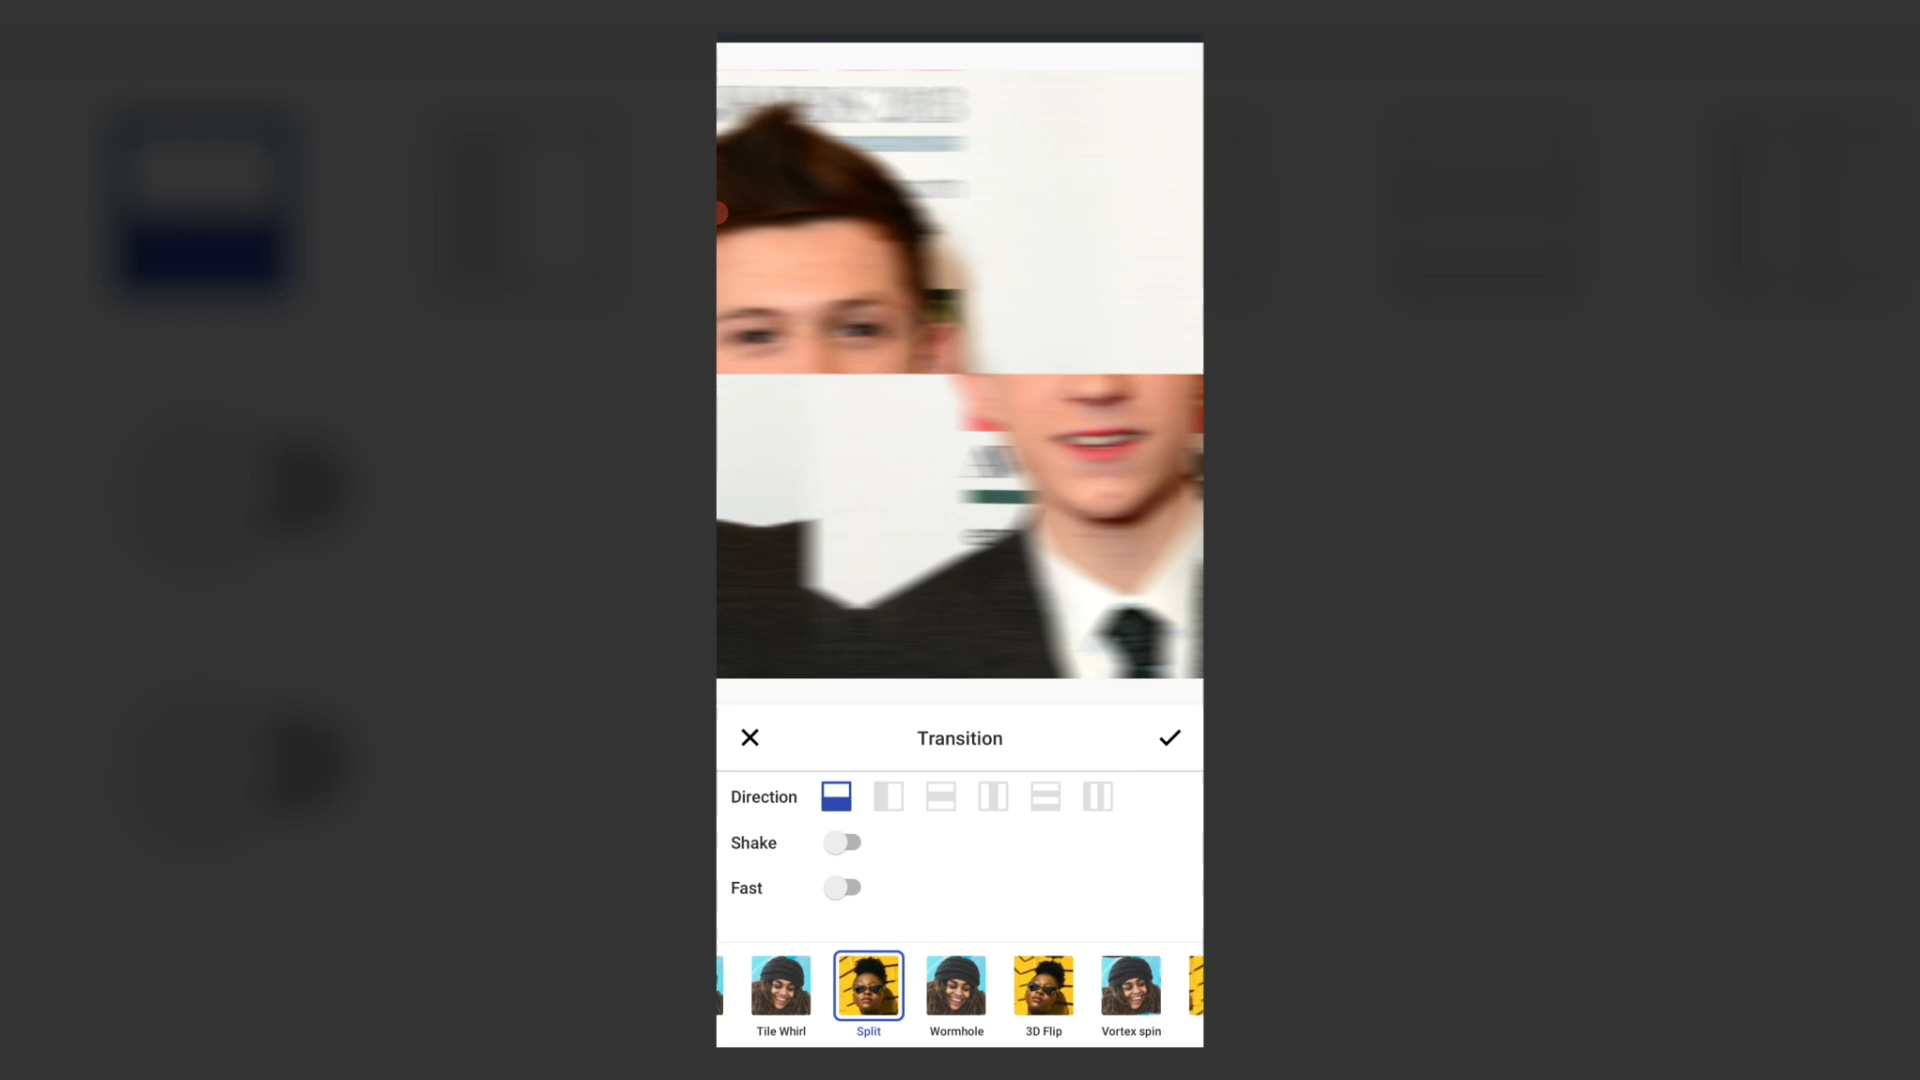 Transition
Direction
Shake
Fast
Tile Whirl
Split
Wormhole
3D Flip
Vortex spin